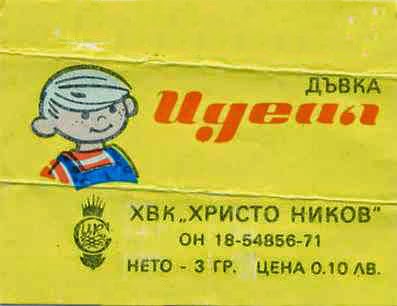 ДЪВКА
Идеал
ХВК „ХРИСТО НИКОВ"
ОН 18-54856-71
НЕТО - 3 ГР. ЦЕНА 0.10 ЛВ.